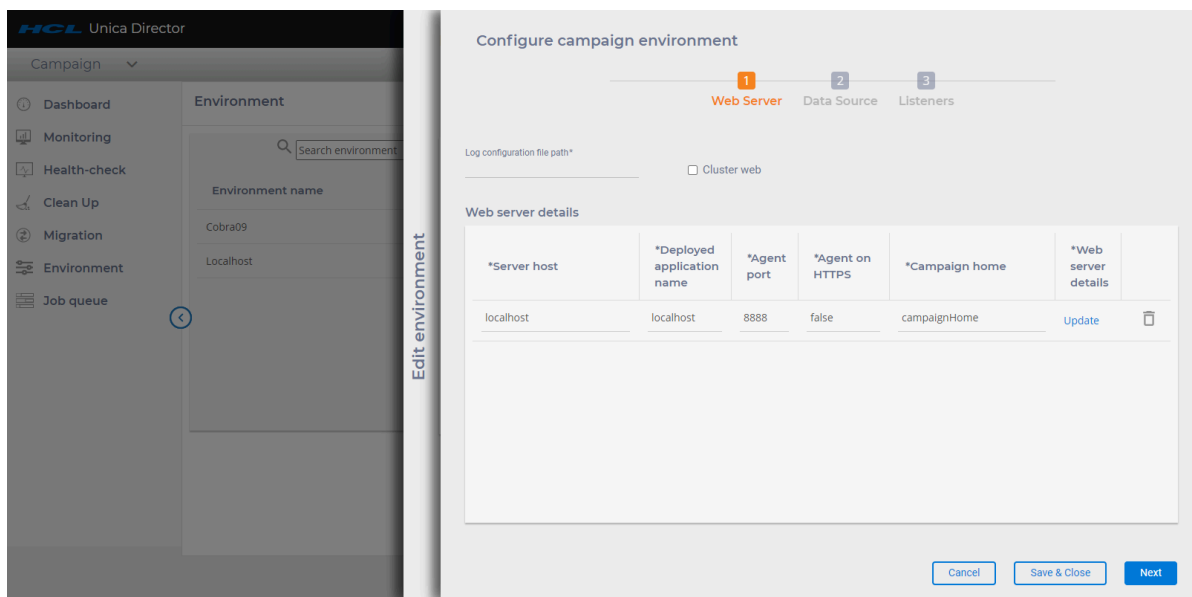 HCL Unica Director
Campaign
Dashboard
Monitoring
Health-check
Clean Up
Migration
Environment
Job queue
Environment
Search environment
Environment name
Cobra09
Localhost
Edit environment
Configure campaign environment
1 2 3
Web Server Data Source Listeners
Log configuration file path*
Cluster web
Web server details
*Server host
*Deployed application name
*Agent port
*Agent on HTTPS
*Campaign home
*Web server details
localhost localhost 8888 false campaignHome Update
Cancel Save & Close Next